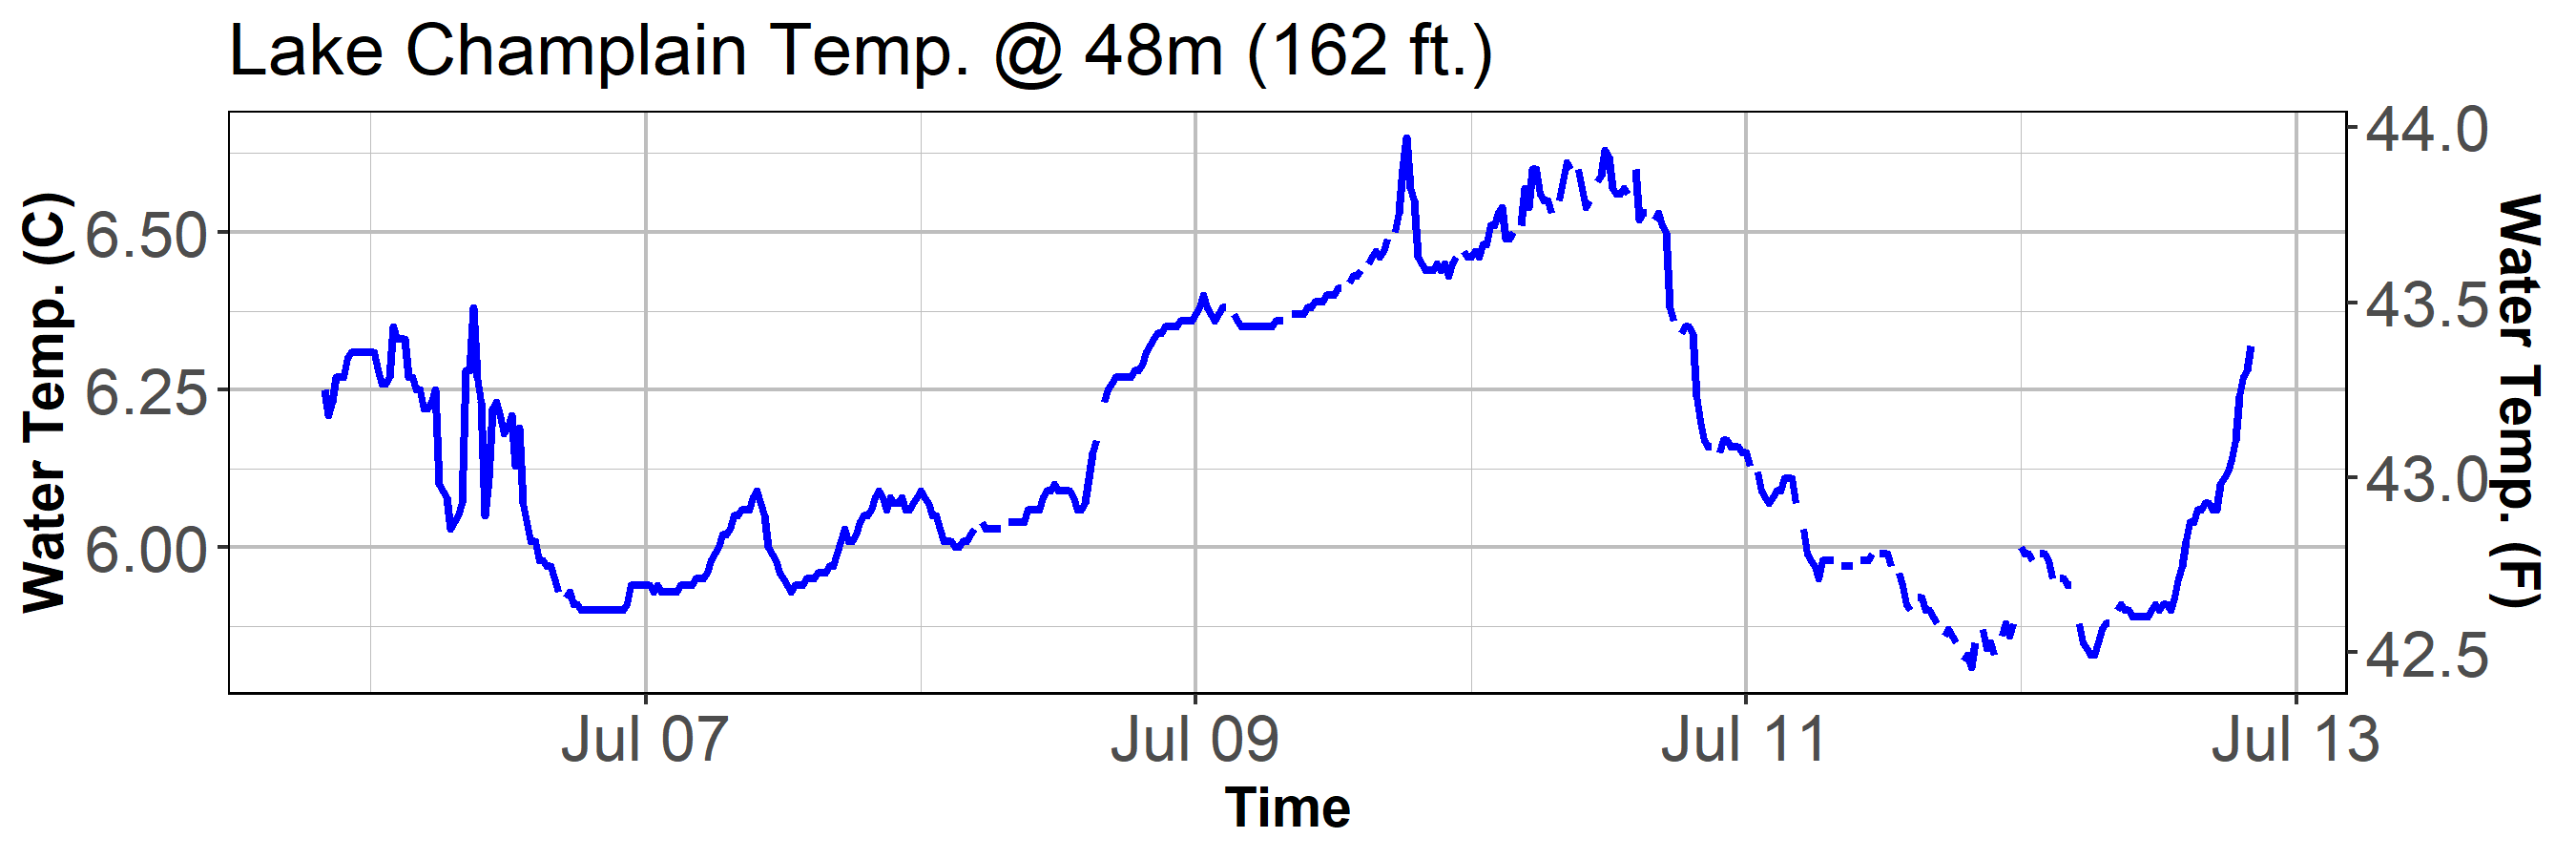 Lake Champlain Temp. @ 48m (162 ft.)
Water Temp. (C)
6.50
6.25
6.00
44.0
43.5
43.0
42.5
Water Temp. (F)
Jul 07 Jul 09 Jul 11 Jul 13
Time